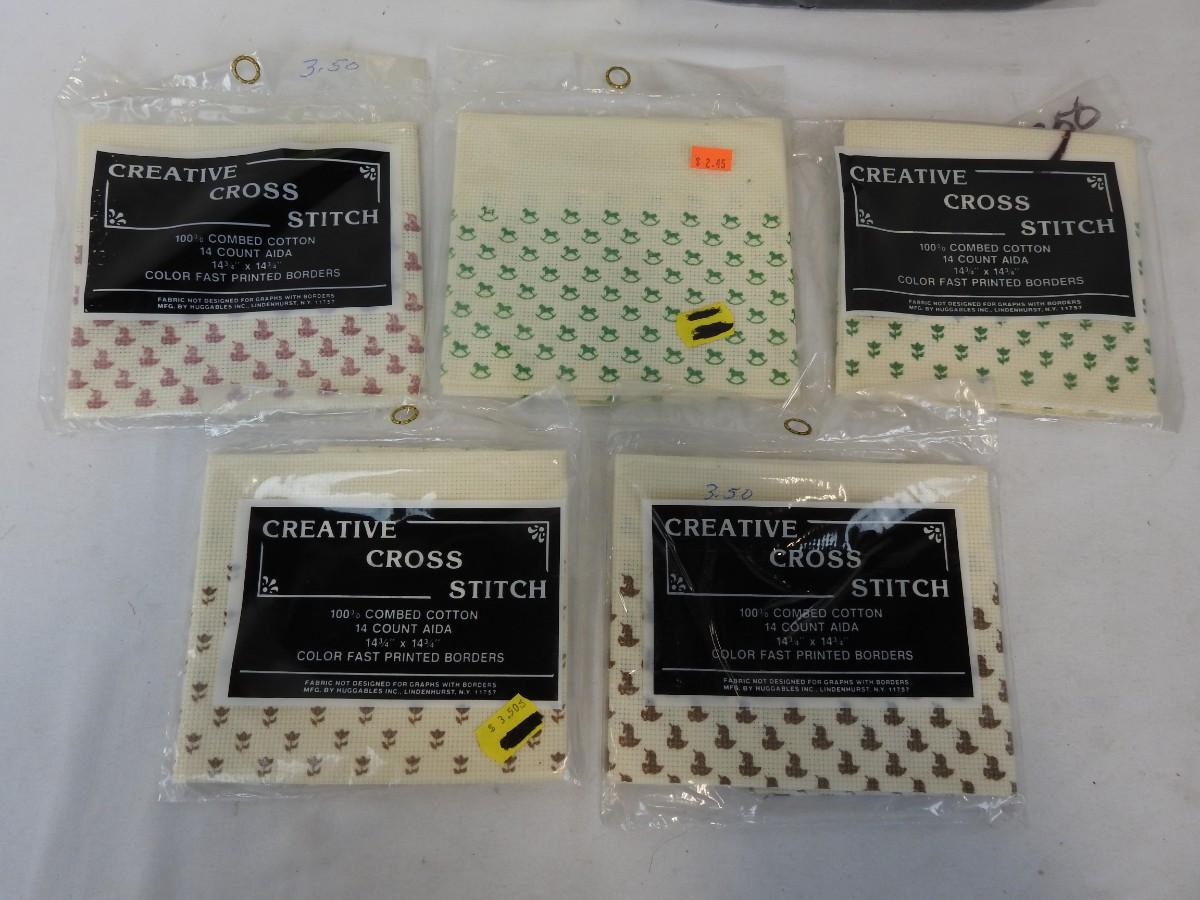 3.50
CREATIVE
CROSS
STITCH
100% COMBED COTTON
14 COUNT AIDA
14¾" x 14¾"
COLOR FAST PRINTED BORDERS
FABRIC NOT DESIGNED FOR GRAPHS WITH BORDERS
MFG. BY HUGGABLES INC., LINDENHURST, N.Y. 11757
$ 2.45
50
CREATIVE
CROSS
STITCH
100% COMBED COTTON
14 COUNT AIDA
14¾" x 14¾"
COLOR FAST PRINTED BORDERS
FABRIC NOT DESIGNED FOR GRAPHS WITH BORDERS
MFG. BY HUGGABLES INC., LINDENHURST, N.Y. 11757
CREATIVE
CROSS
STITCH
100% COMBED COTTON
14 COUNT AIDA
14¾" x 14¾"
COLOR FAST PRINTED BORDERS
FABRIC NOT DESIGNED FOR GRAPHS WITH BORDERS
MFG. BY HUGGABLES INC., LINDENHURST, N.Y. 11757
$ 3.50
3.50
CREATIVE
CROSS
STITCH
100% COMBED COTTON
14 COUNT AIDA
14¾" x 14¾"
COLOR FAST PRINTED BORDERS
FABRIC NOT DESIGNED FOR GRAPHS WITH BORDERS
MFG. BY HUGGABLES INC., LINDENHURST, N.Y. 11757